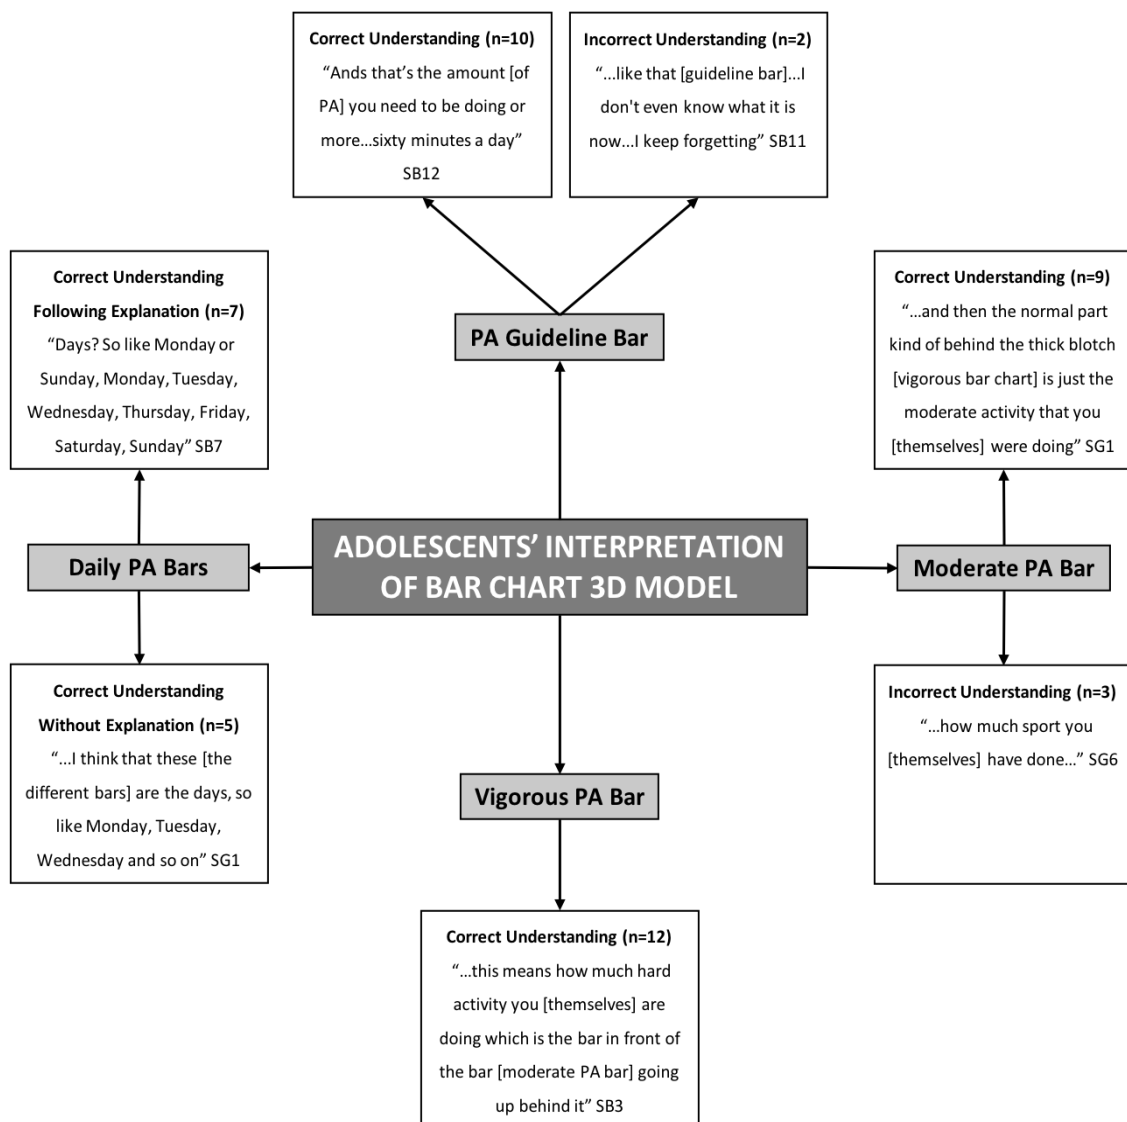 Correct Understanding (n=10)
“Ands that’s the amount [of
PA] you need to be doing or
more...sixty minutes a day”
SB12
Incorrect Understanding (n=2)
“...like that [guideline bar]...I
don't even know what it is
now...I keep forgetting” SB11
Correct Understanding
Following Explanation (n=7)
“Days? So like Monday or
Sunday, Monday, Tuesday,
Wednesday, Thursday, Friday,
Saturday, Sunday” SB7
PA Guideline Bar
Correct Understanding (n=9)
“...and then the normal part
kind of behind the thick blotch
[vigorous bar chart] is just the
moderate activity that you
[themselves] were doing” SG1
Daily PA Bars
ADOLESCENTS’ INTERPRETATION
OF BAR CHART 3D MODEL
Moderate PA Bar
Correct Understanding
Without Explanation (n=5)
“...I think that these [the
different bars] are the days, so
like Monday, Tuesday,
Wednesday and so on” SG1
Vigorous PA Bar
Incorrect Understanding (n=3)
“...how much sport you
[themselves] have done...” SG6
Correct Understanding (n=12)
“...this means how much hard
activity you [themselves] are
doing which is the bar in front of
the bar [moderate PA bar] going
up behind it” SB3